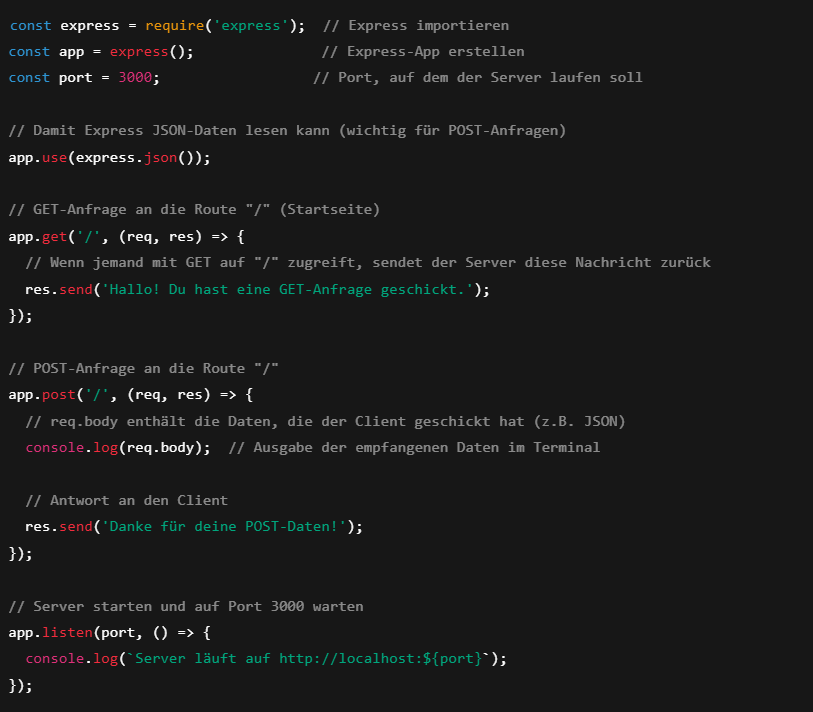 const express = require('express');  // Express importieren
const app = express();               // Express-App erstellen
const port = 3000;                  // Port, auf dem der Server laufen soll

// Damit Express JSON-Daten lesen kann (wichtig für POST-Anfragen)
app.use(express.json());

// GET-Anfrage an die Route "/" (Startseite)
app.get('/', (req, res) => {
  // Wenn jemand mit GET auf "/" zugreift, sendet der Server diese Nachricht zurück
  res.send('Hallo! Du hast eine GET-Anfrage geschickt.');
});

// POST-Anfrage an die Route "/"
app.post('/', (req, res) => {
  // req.body enthält die Daten, die der Client geschickt hat (z.B. JSON)
  console.log(req.body);  // Ausgabe der empfangenen Daten im Terminal

  // Antwort an den Client
  res.send('Danke für deine POST-Daten!');
});

// Server starten und auf Port 3000 warten
app.listen(port, () => {
  console.log(`Server läuft auf http://localhost:${port}`);
});